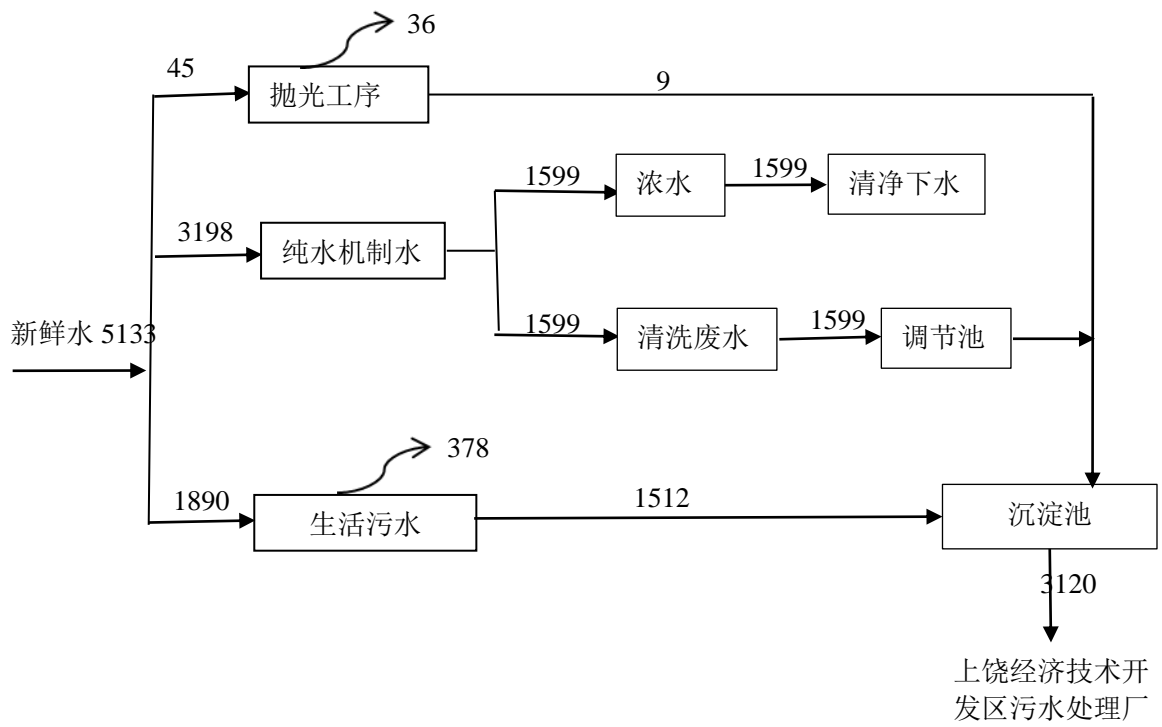 36
45
抛光工序
9
1599
浓水
1599
清净下水
3198
纯水机制水
新鲜水 5133
1599
清洗废水
1599
调节池
378
1890
生活污水
1512
沉淀池
3120
上饶经济技术开
发区污水处理厂